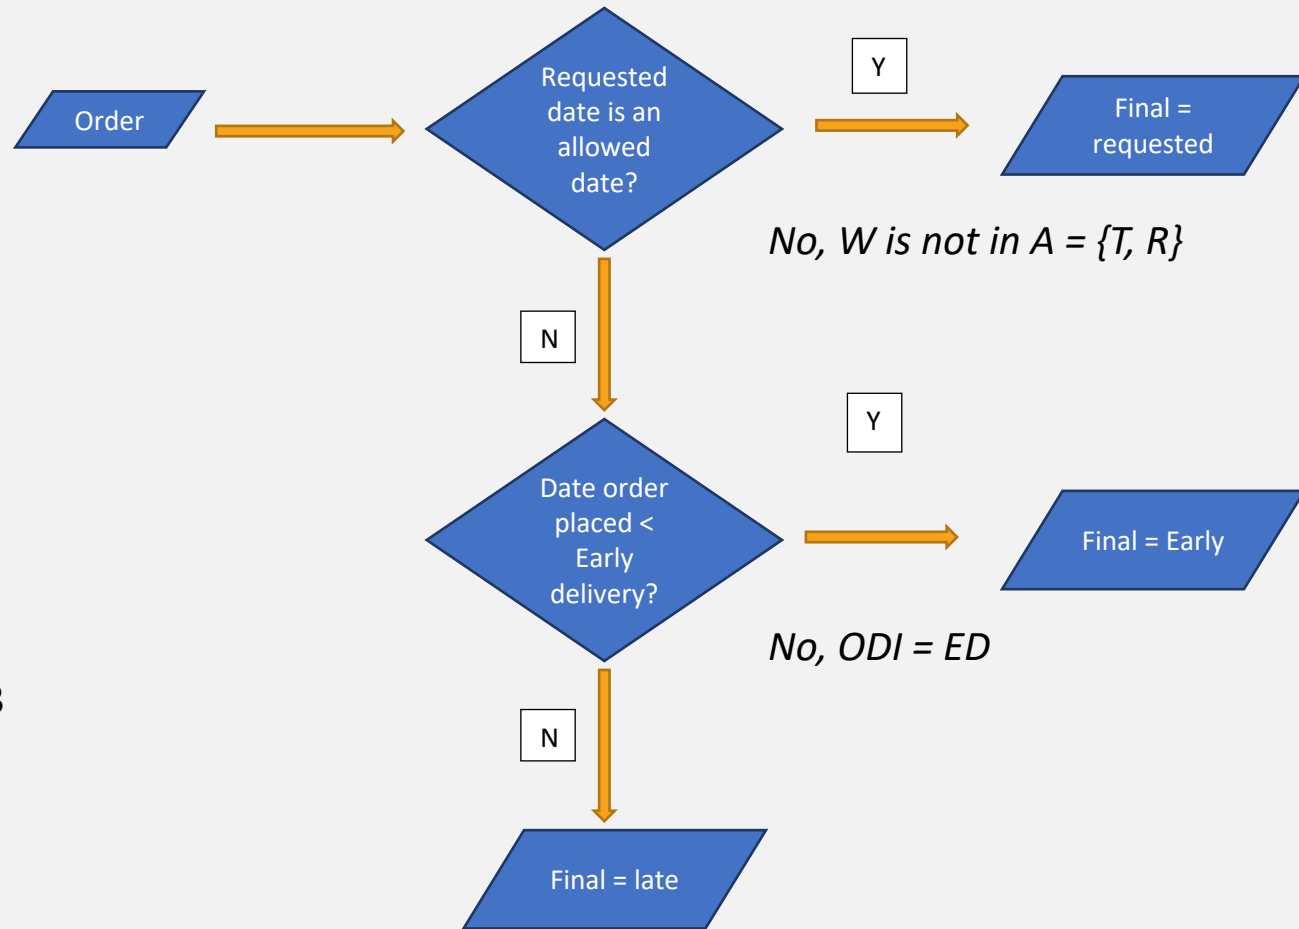 Order
Requested
date is an
allowed
date?
Y
Final =
requested
No, W is not in A = {T, R}
N
Date order
placed <
Early
delivery?
Y
Final = Early
No, ODI = ED
N
Final = late